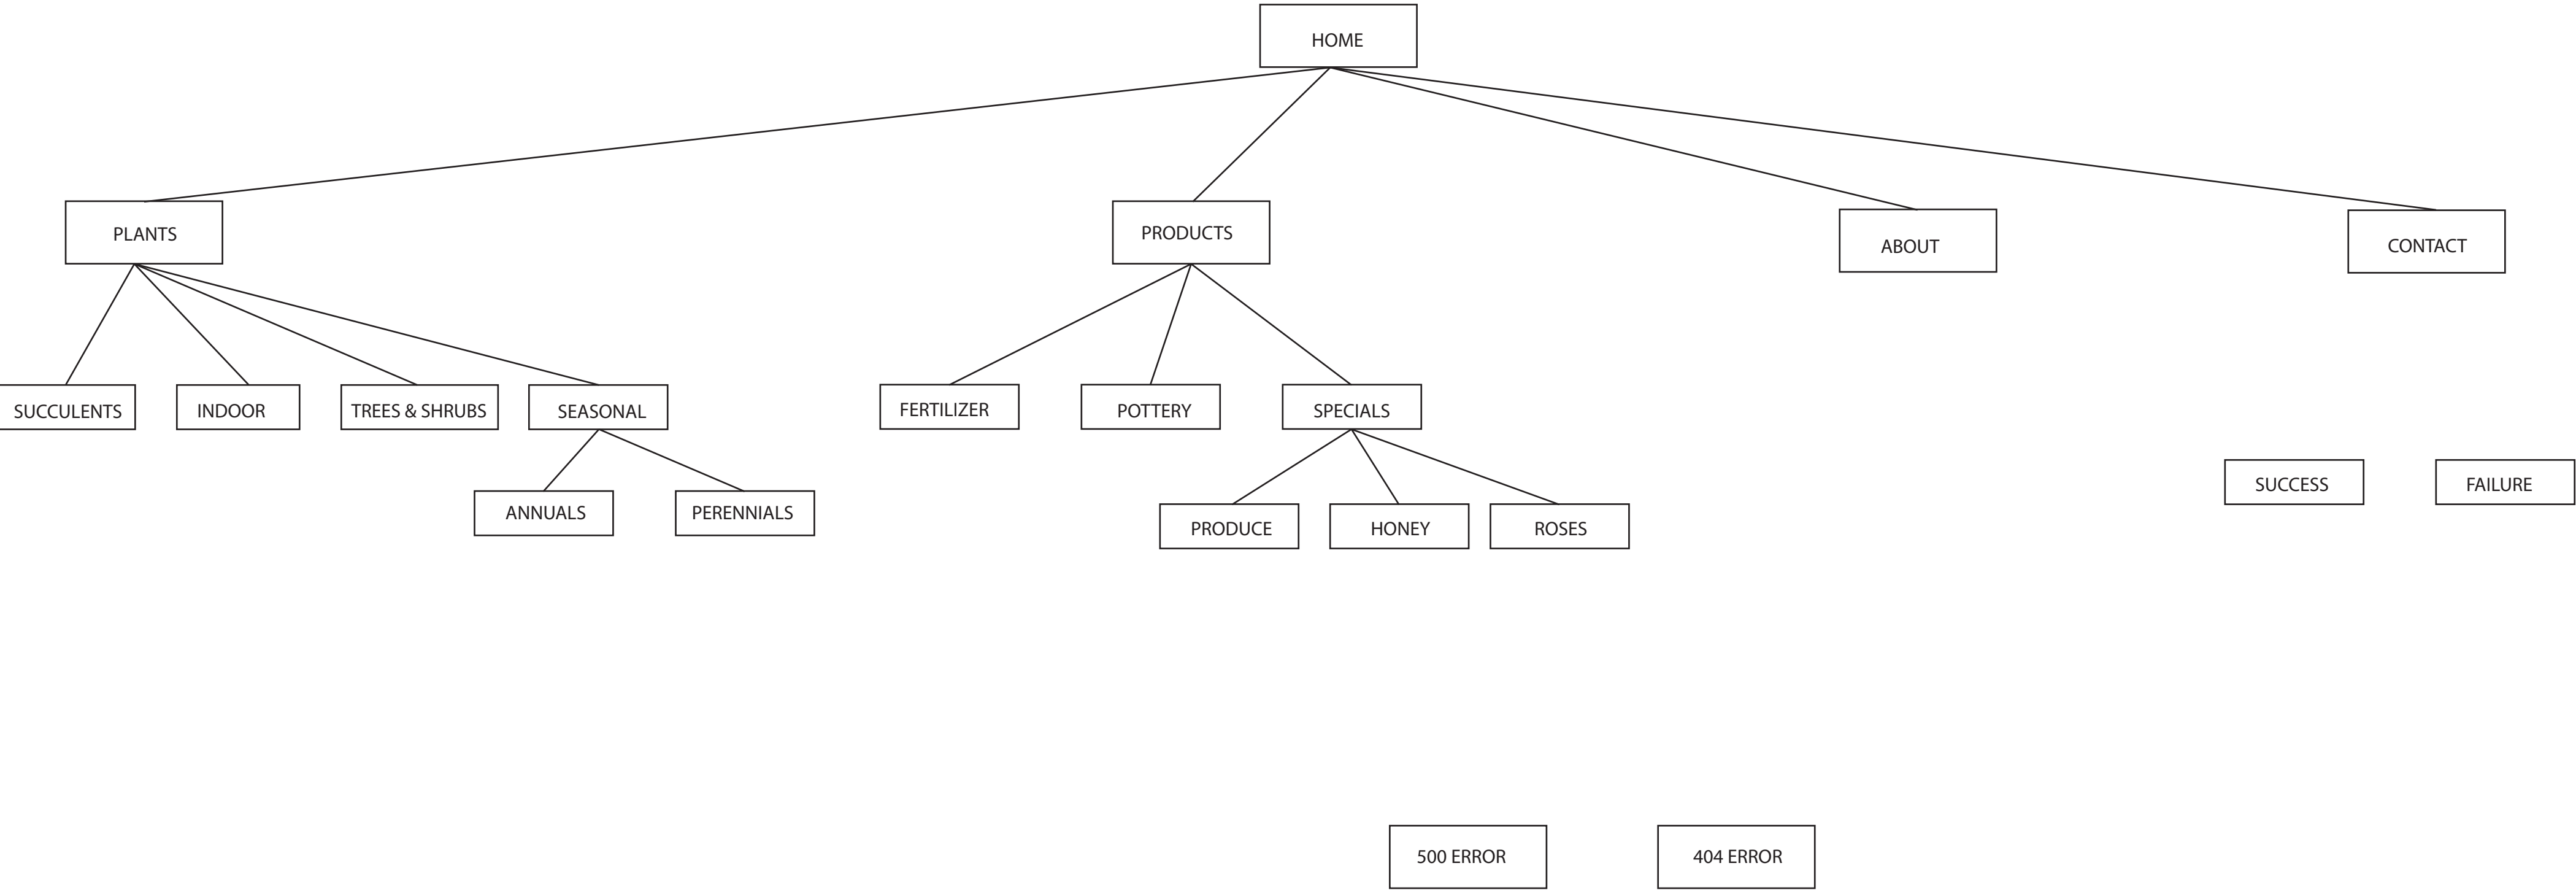 HOME
PLANTS
PRODUCTS
ABOUT
CONTACT
SUCCULENTS
INDOOR
TREES & SHRUBS
SEASONAL
FERTILIZER
POTTERY
SPECIALS
SUCCESS
FAILURE
ANNUALS
PERENNIALS
PRODUCE
HONEY
ROSES
500 ERROR
404 ERROR